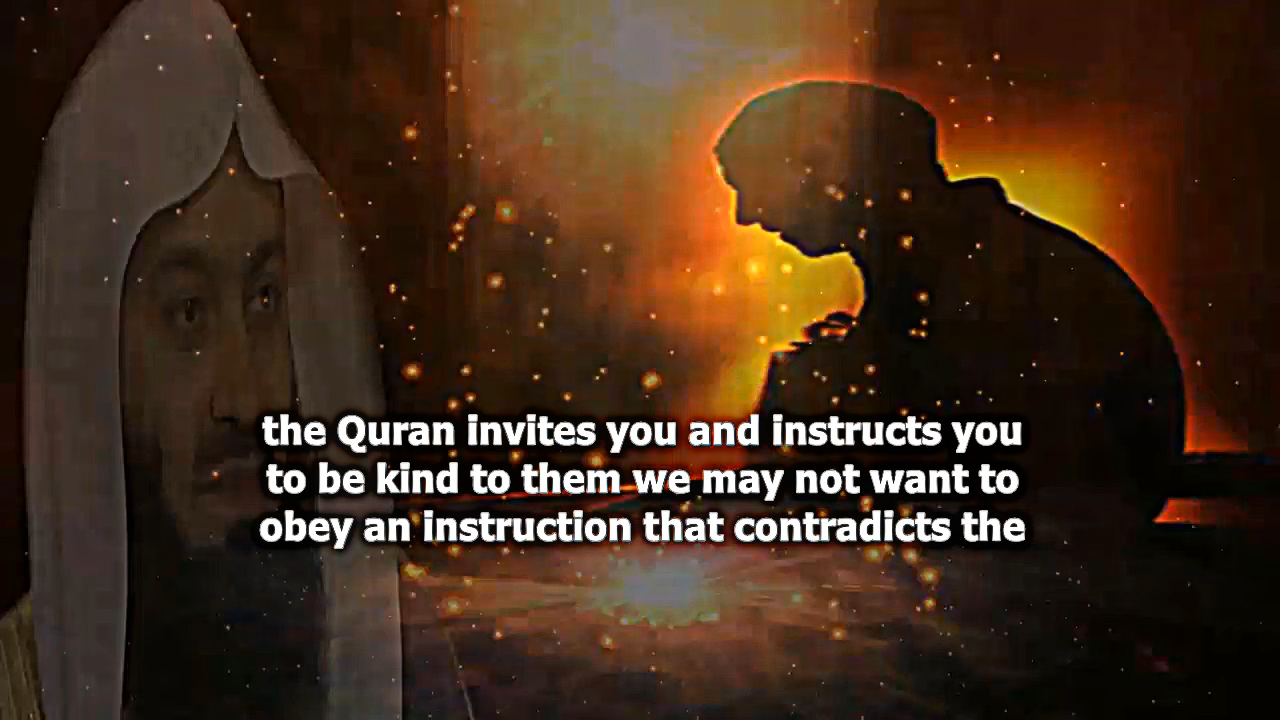 the Quran invites you and instructs you
to be kind to them we may not want to
obey an instruction that contradicts the